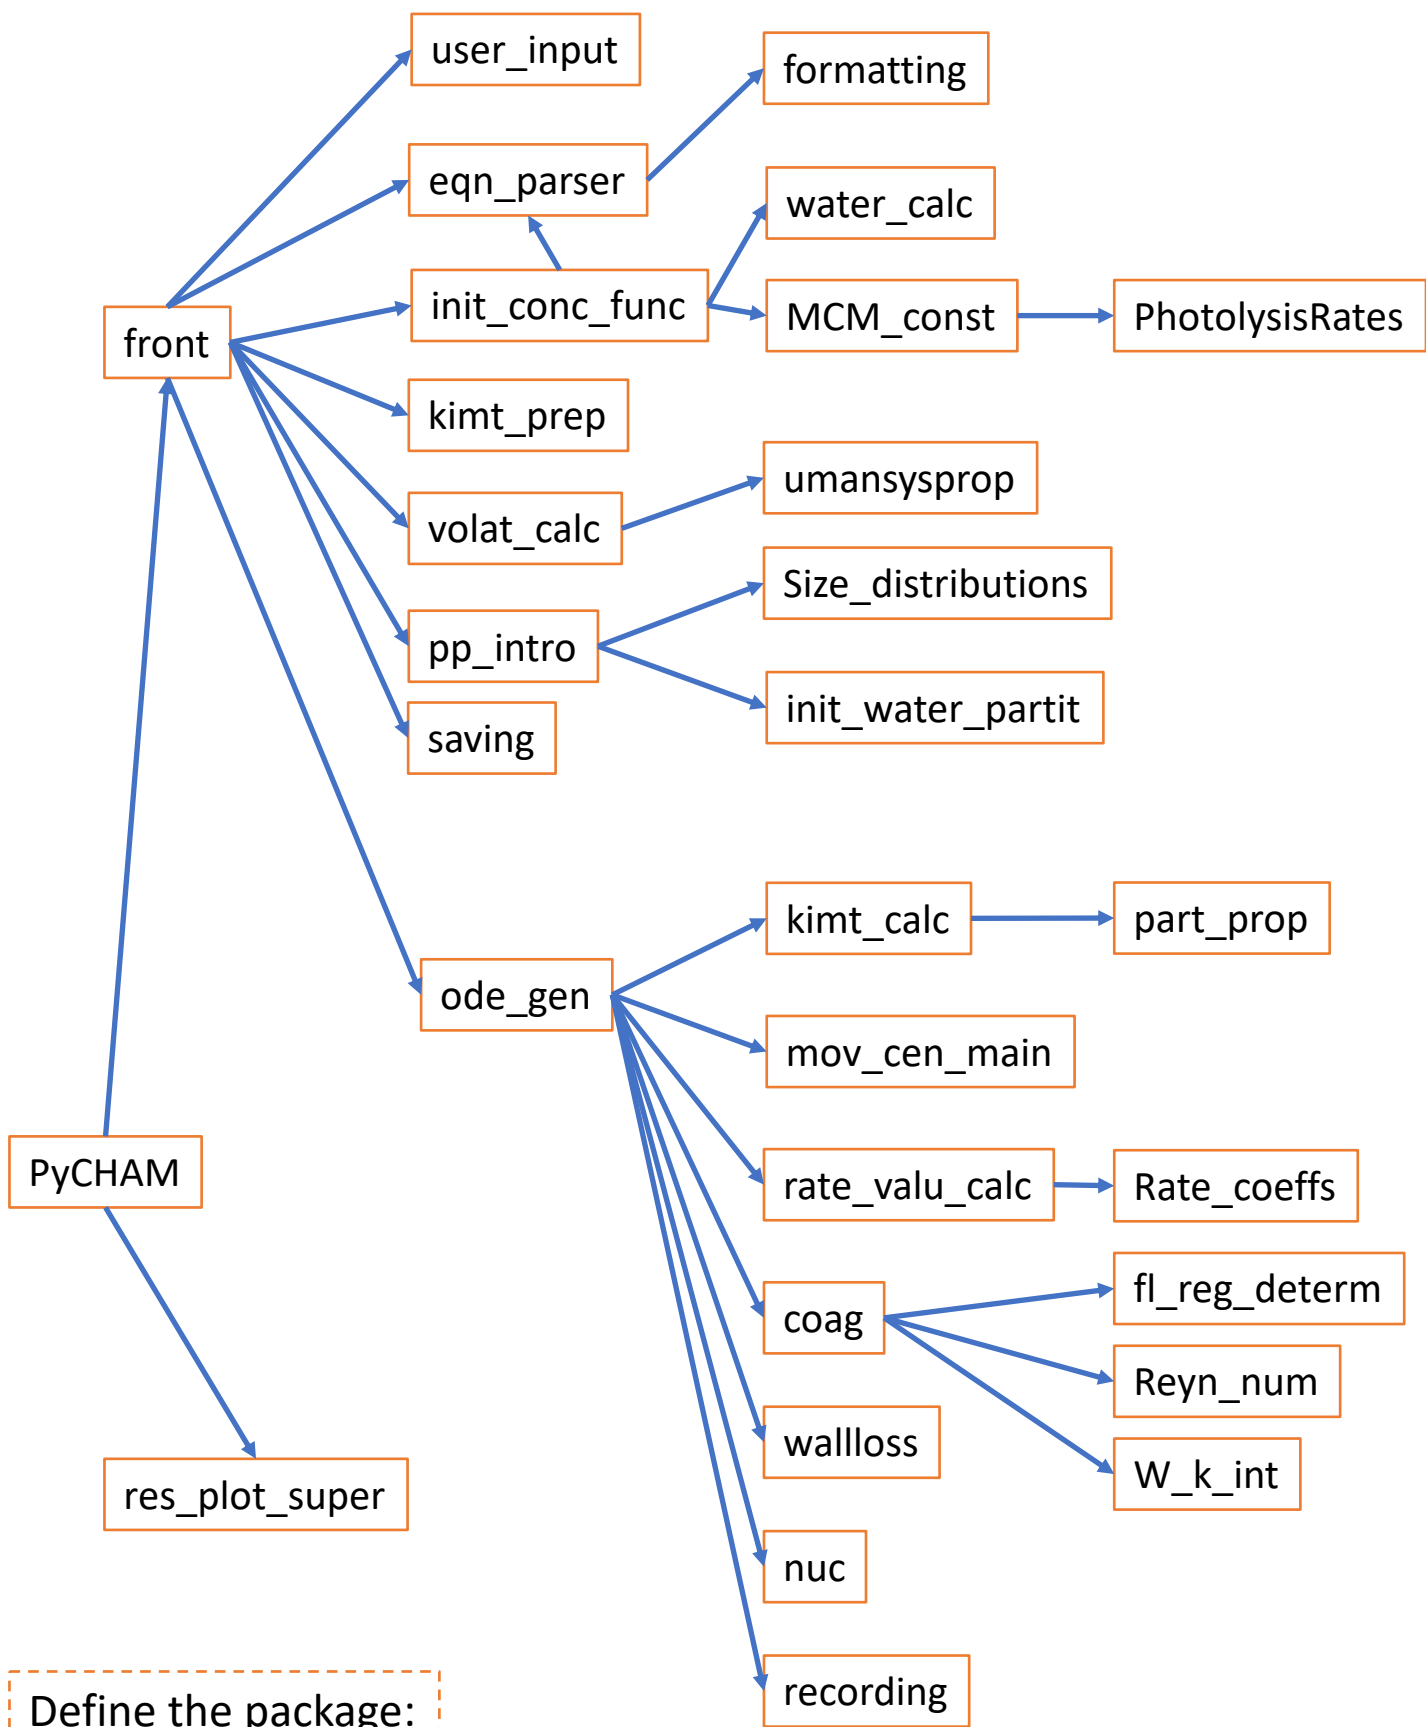 user_input
formatting
eqn_parser
water_calc
init_conc_func
MCM_const
PhotolysisRates
front
kimt_prep
umansysprop
volat_calc
Size_distributions
pp_intro
init_water_partit
saving
kimt_calc
part_prop
ode_gen
mov_cen_main
PyCHAM
rate_valu_calc
Rate_coeffs
fl_reg_determ
coag
Reyn_num
wallloss
W_k_int
res_plot_super
nuc
recording
Define the package: